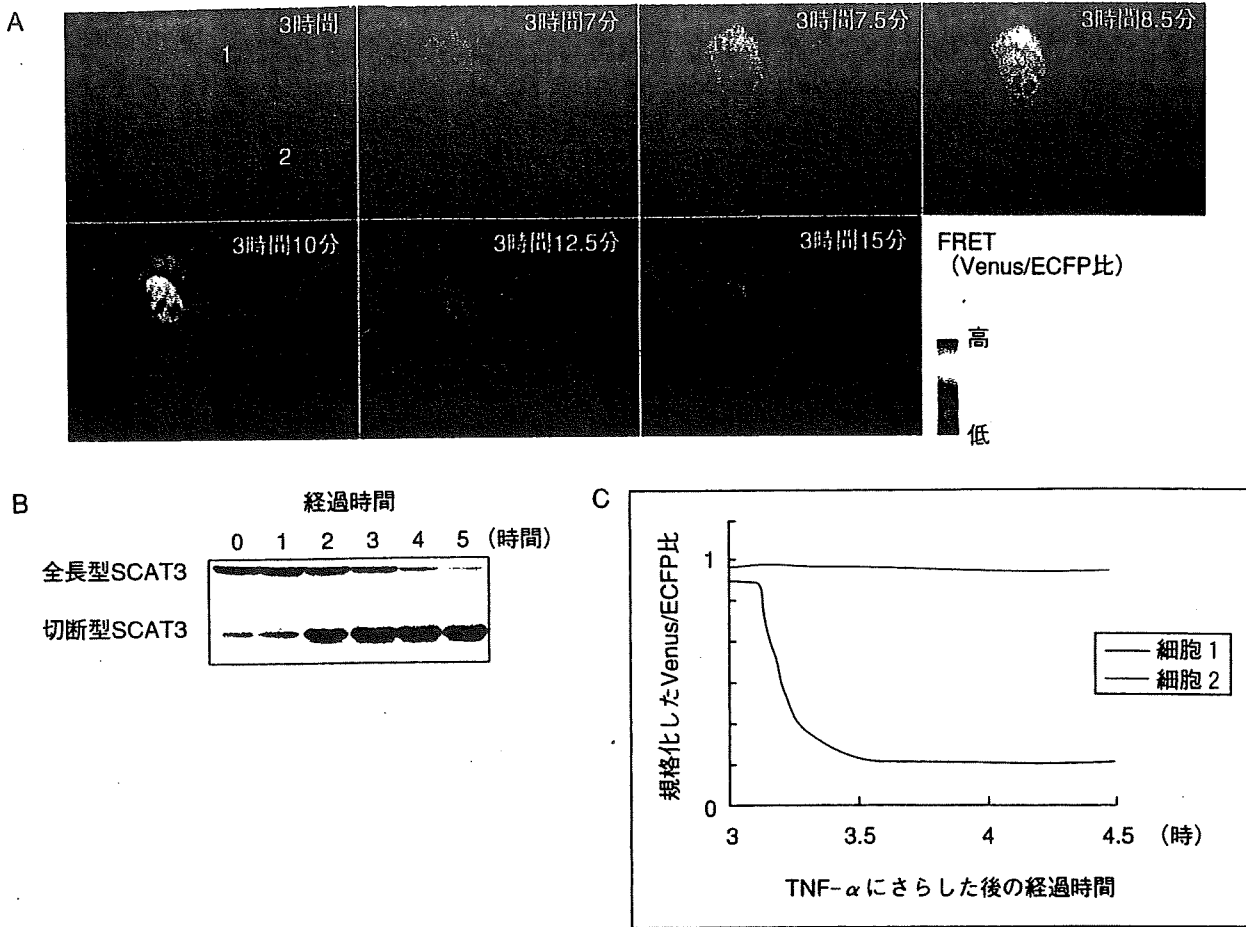 A
3時間
3時間7分
3時間7.5分
3時間8.5分
1
2
3時間10分
3時間12.5分
3時間15分
FRET
(Venus/ECFP比)
高
低
B
経過時間
0 1 2 3 4 5 (時間)
全長型SCAT3
切断型SCAT3
C
規格化したVenus/ECFP比
1
0
細胞1
細胞2
3 3.5 4 4.5 (時)
TNF-αにさらした後の経過時間